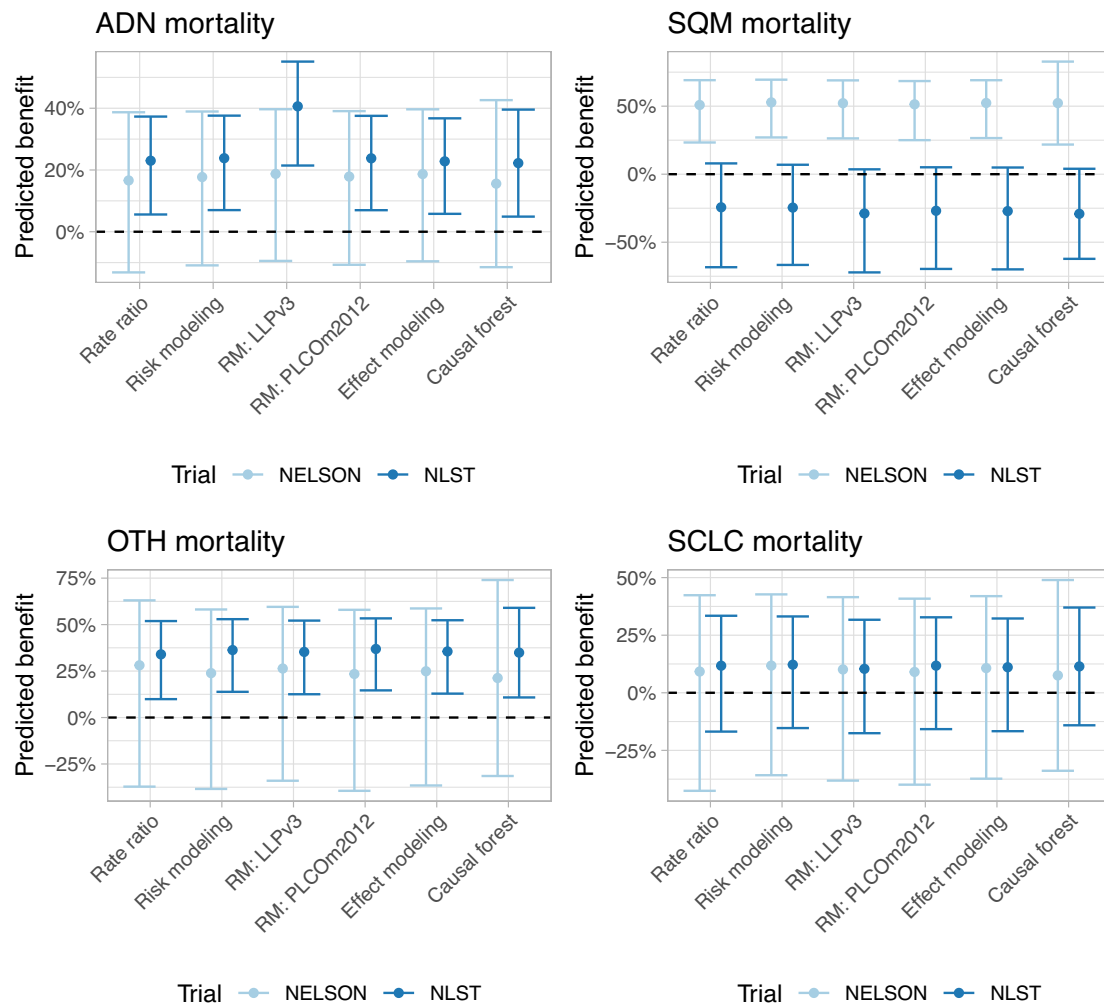 ADN mortality
Predicted benefit
40%
20%
0%
Rate ratio
Risk modeling
RM: LLPv3
RM: PLCOm2012
Effect modeling
Causal forest
Trial NELSON NLST
SQM mortality
Predicted benefit
50%
0%
−50%
Rate ratio
Risk modeling
RM: LLPv3
RM: PLCOm2012
Effect modeling
Causal forest
Trial NELSON NLST
OTH mortality
Predicted benefit
75%
50%
25%
0%
−25%
Rate ratio
Risk modeling
RM: LLPv3
RM: PLCOm2012
Effect modeling
Causal forest
Trial NELSON NLST
SCLC mortality
Predicted benefit
50%
25%
0%
−25%
Rate ratio
Risk modeling
RM: LLPv3
RM: PLCOm2012
Effect modeling
Causal forest
Trial NELSON NLST